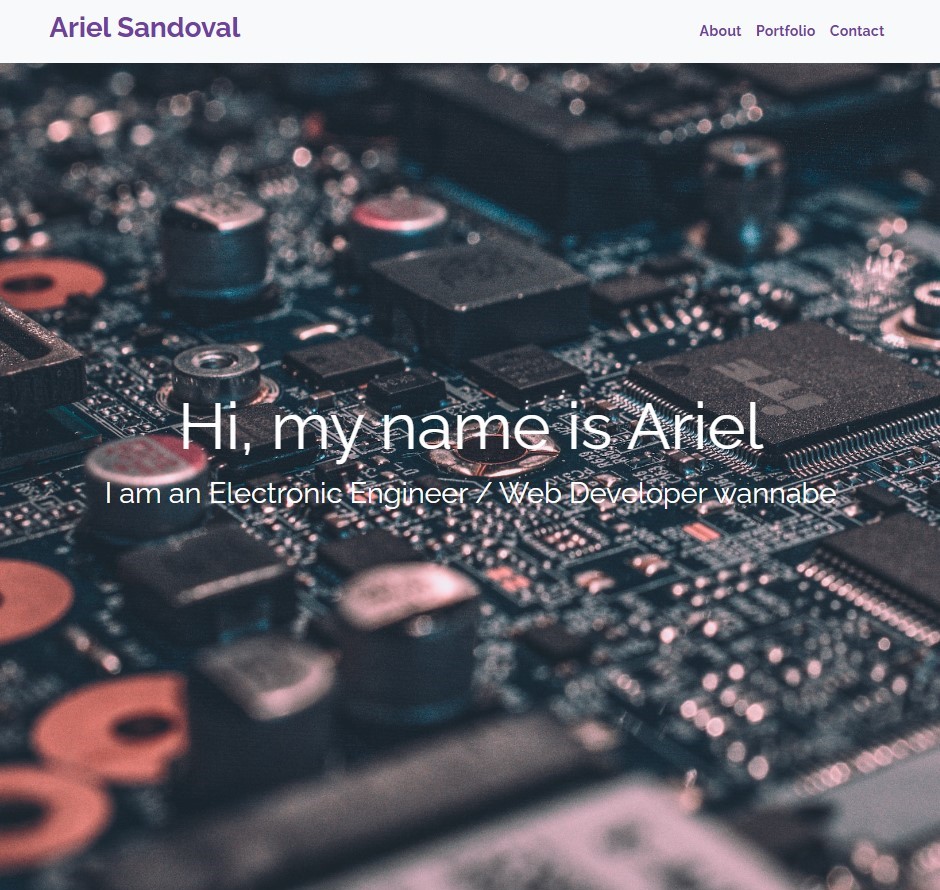 Ariel Sandoval
About Portfolio Contact
Hi, my name is Ariel
I am an Electronic Engineer / Web Developer wannabe